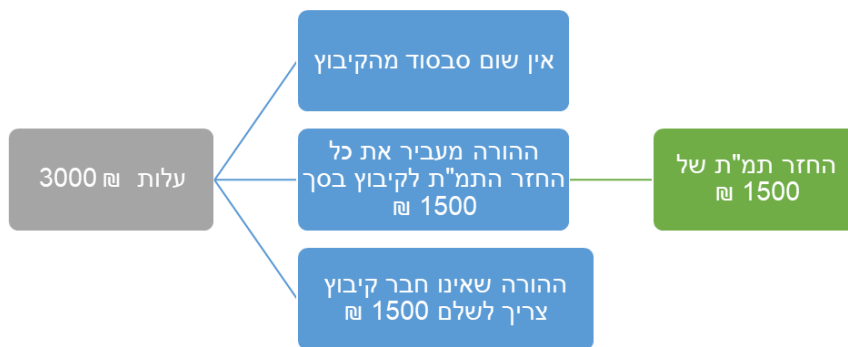 אין שום סבסוד מהקיבוץ
החזר תמ"ת של
1500 ₪
ההורה מעביר את כל
החזר התמ"ת לקיבוץ בסך
1500 ₪
עלות 3000 ₪
ההורה שאינו חבר קיבוץ
צריך לשלם 1500 ₪